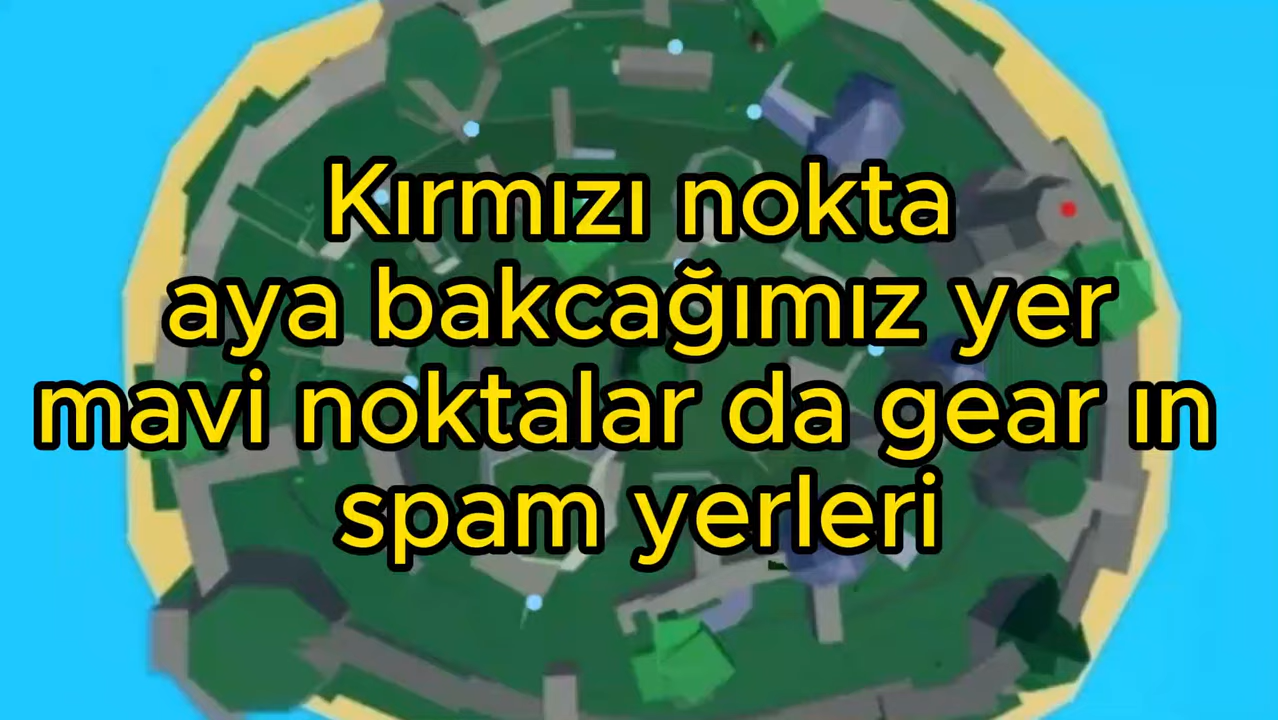 Kırmızı nokta
aya bakcağımız yer
mavi noktalar da gear ın
spam yerleri